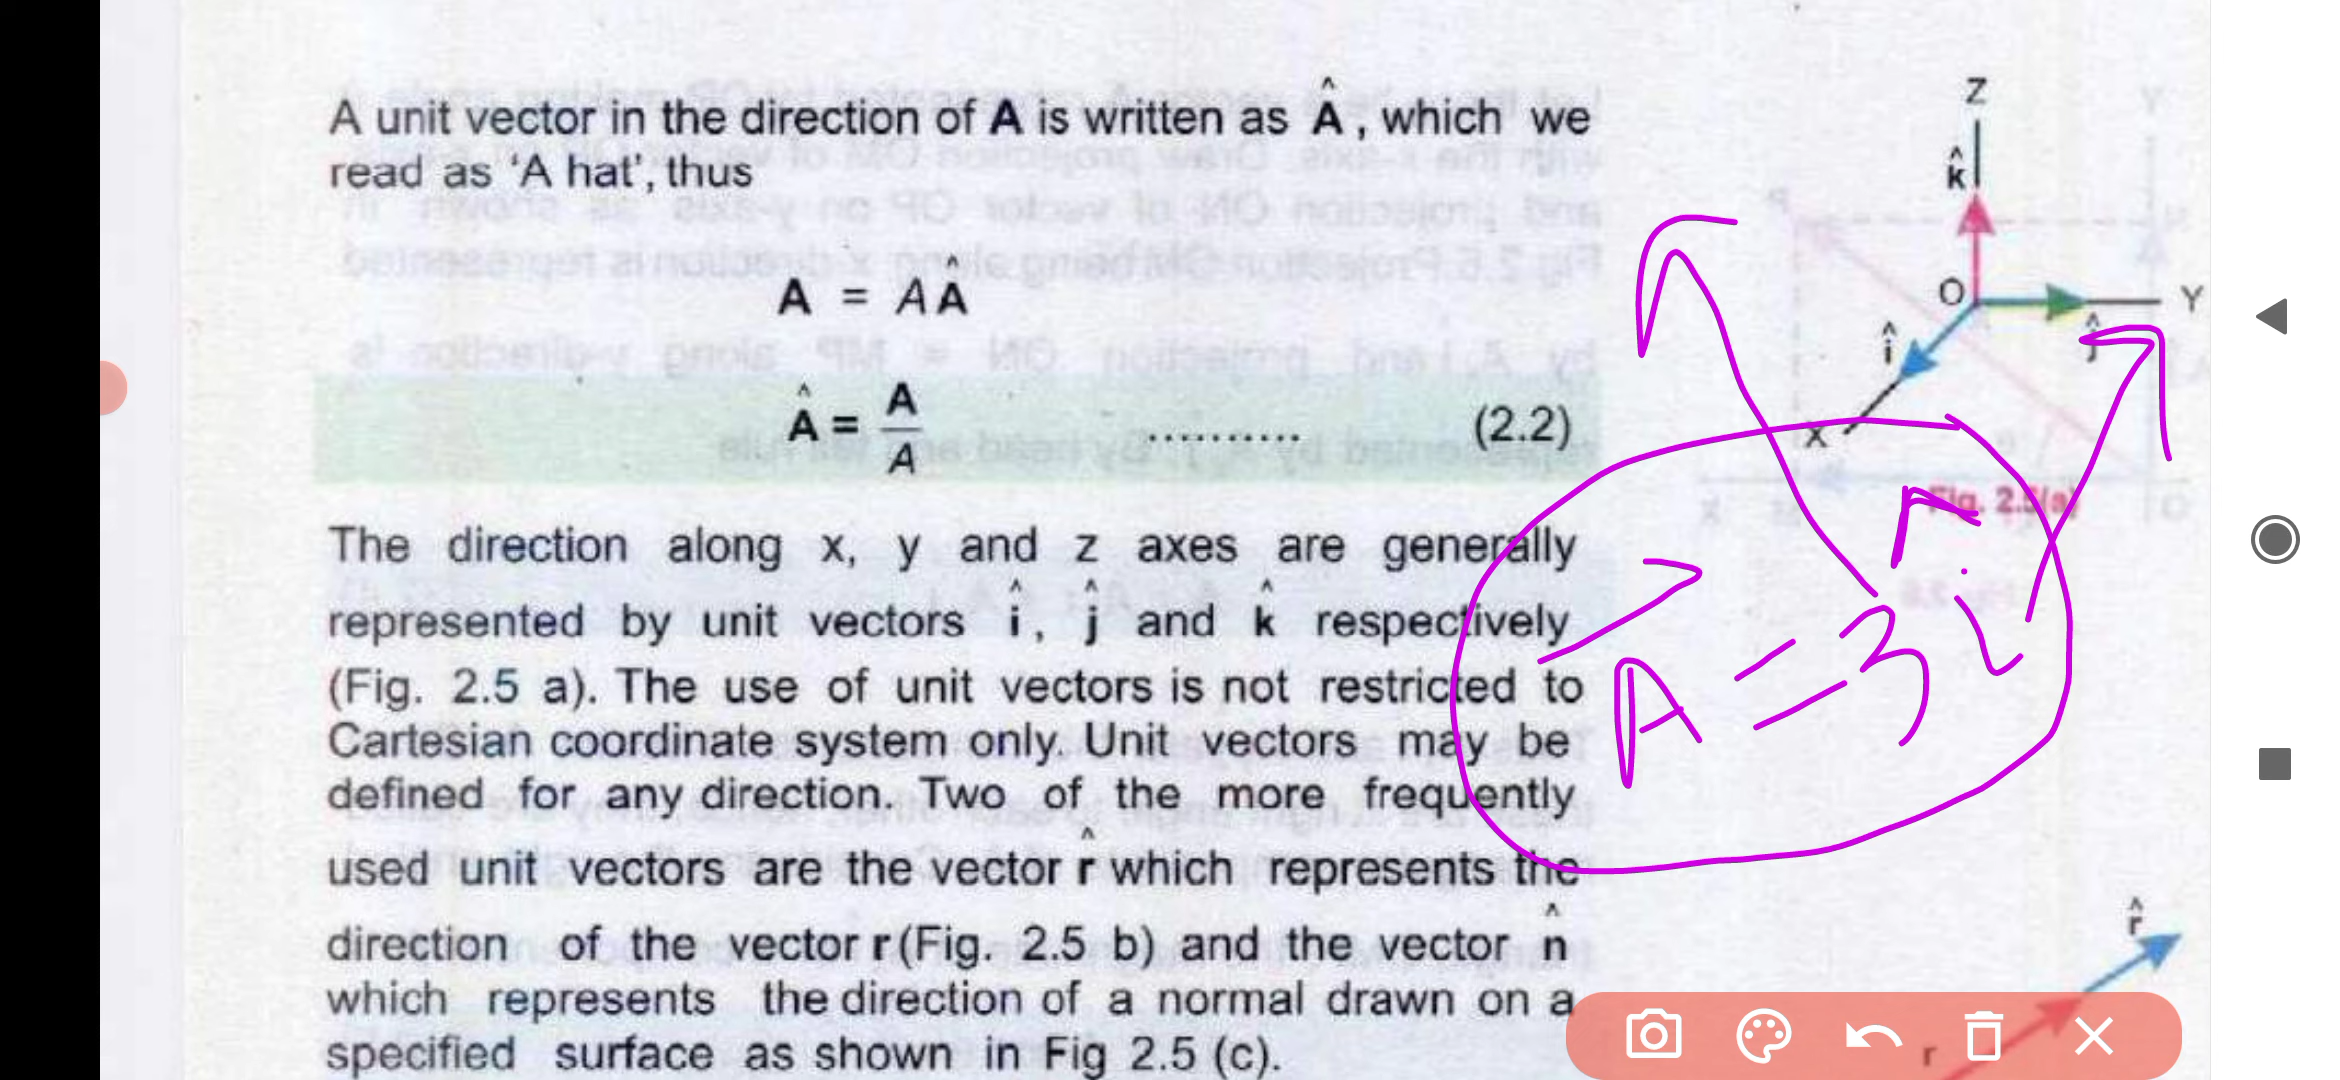 A unit vector in the direction of A is written as Â, which we
read as ‘A hat’, thus
A = A Â
Â = A / A .......... (2.2)
The direction along x, y and z axes are generally
represented by unit vectors î, ĵ and k̂ respectively
(Fig. 2.5 a). The use of unit vectors is not restricted to
Cartesian coordinate system only. Unit vectors may be
defined for any direction. Two of the more frequently
used unit vectors are the vector r̂ which represents the
direction of the vector r (Fig. 2.5 b) and the vector n̂
which represents the direction of a normal drawn on a
specified surface as shown in Fig 2.5 (c).
Z
k̂
O
Y
ĵ
î
X
Fig. 2.5(a)
A = 3 î
r̂
r